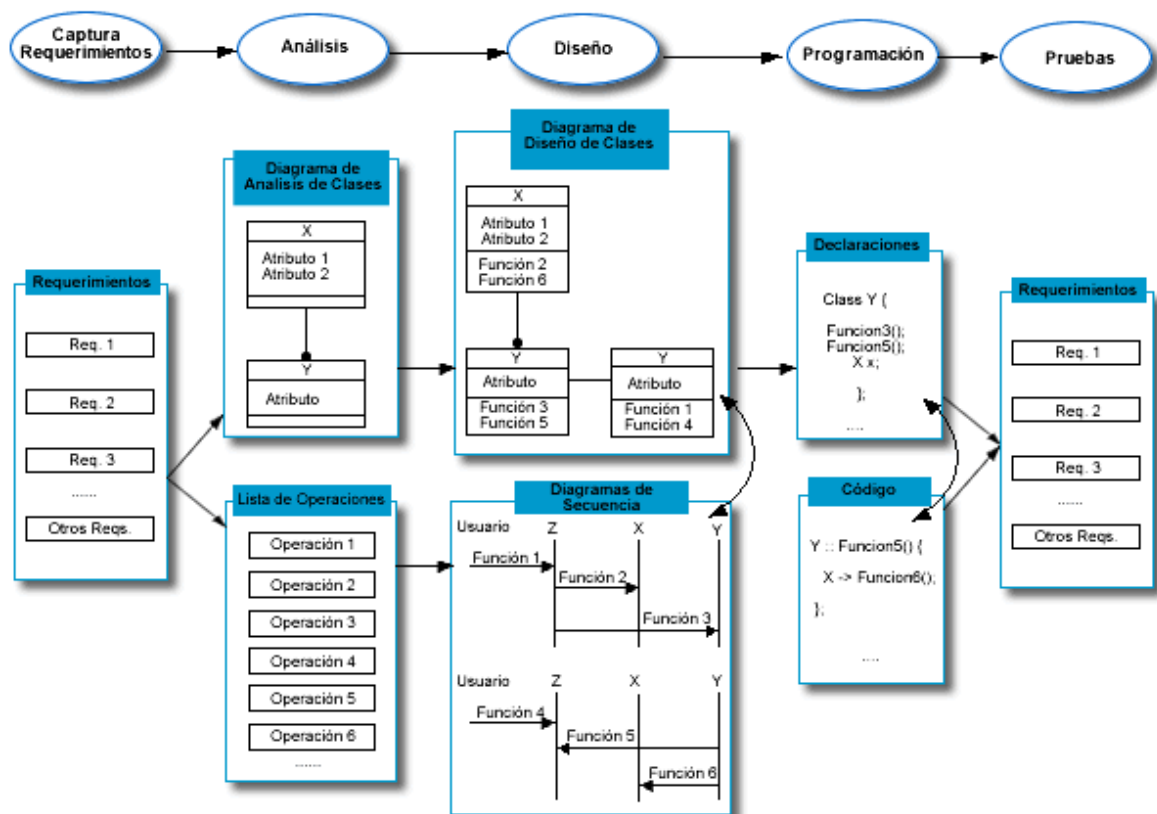 Captura
Requerimientos
Análisis
Diseño
Programación
Pruebas
Requerimientos
Req. 1
Req. 2
Req. 3
......
Otros Reqs.
Diagrama de
Analisis de Clases
X
Atributo 1
Atributo 2
Y
Atributo
Lista de Operaciones
Operación 1
Operación 2
Operación 3
Operación 4
Operación 5
Operación 6
......
Diagrama de
Diseño de Clases
X
Atributo 1
Atributo 2
Función 2
Función 6
Y
Atributo
Función 3
Función 5
Y
Atributo
Función 1
Función 4
Diagramas de
Secuencia
Usuario Z X Y
Función 1
Función 2
Función 3
Usuario Z X Y
Función 4
Función 5
Función 6
Declaraciones
Class Y {
Funcion3();
Funcion5();
X x;
};
....
Código
Y :: Funcion5() {
X -> Funcion6();
};
....
Requerimientos
Req. 1
Req. 2
Req. 3
......
Otros Reqs.